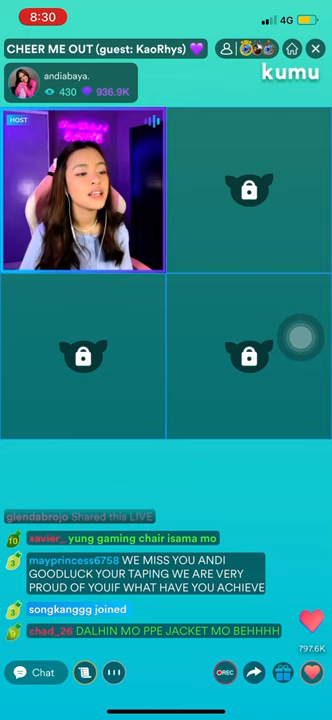 8:30
4G
CHEER ME OUT (guest: KaoRhys) 💜
kumu
andiabaya.
430 936.9K
HOST
glendabrojo Shared this LIVE
10 xavier_ yung gaming chair isama mo
3 mayprincess6758 WE MISS YOU ANDI
GOODLUCK YOUR TAPING WE ARE VERY
PROUD OF YOUIF WHAT HAVE YOU ACHIEVE
3 songkanggg joined
chad_26 DALHIN MO PPE JACKET MO BEHHHH
797.6K
Chat
REC